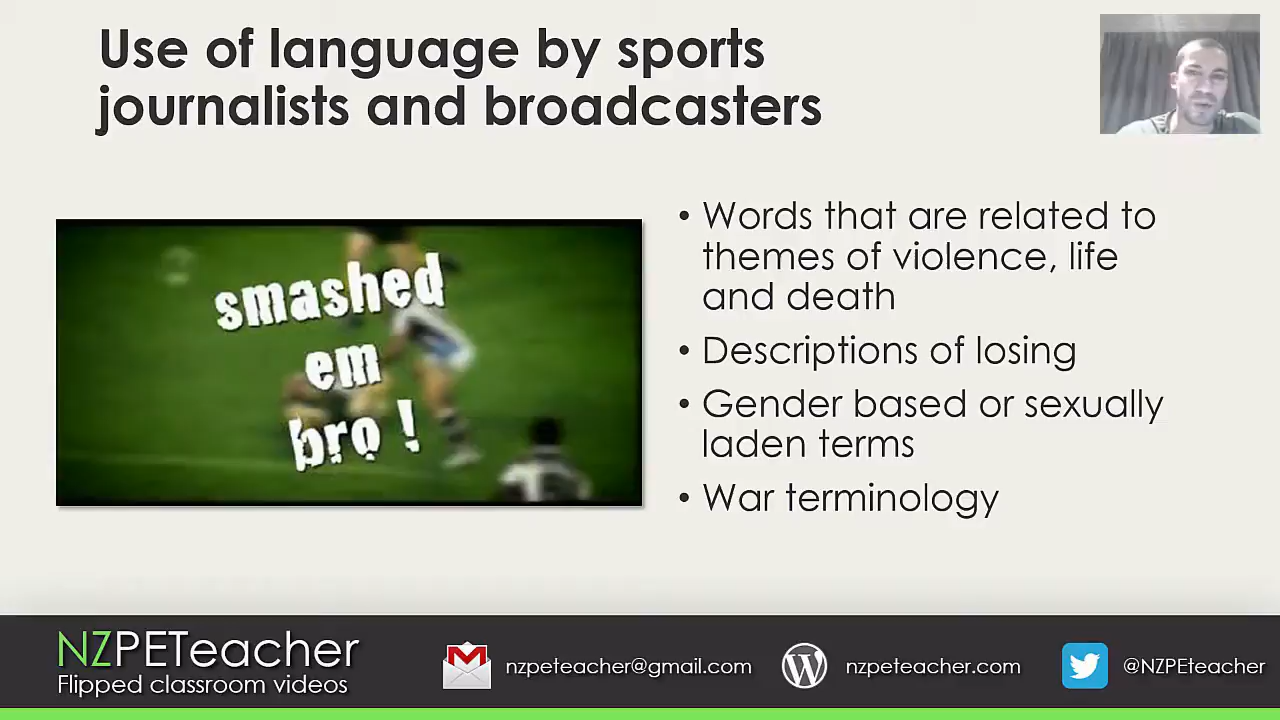 Use of language by sports
journalists and broadcasters
smashed
em
bro !
• Words that are related to
themes of violence, life
and death
• Descriptions of losing
• Gender based or sexually
laden terms
• War terminology
NZPETeacher
Flipped classroom videos
nzpeteacher@gmail.com
nzpeteacher.com
@NZPEteacher